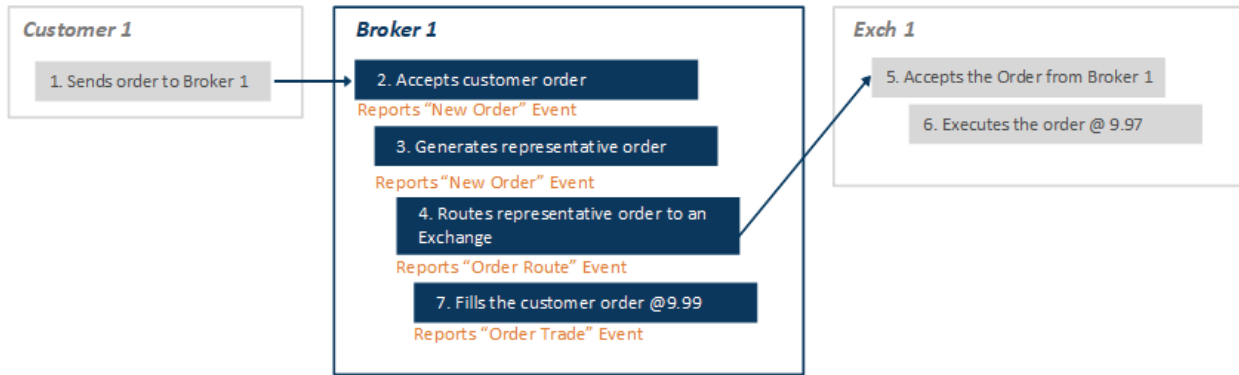 Customer 1
1. Sends order to Broker 1
Broker 1
2. Accepts customer order
Reports “New Order” Event
3. Generates representative order
Reports “New Order” Event
4. Routes representative order to an
Exchange
Reports “Order Route” Event
7. Fills the customer order @9.99
Reports “Order Trade” Event
Exch 1
5. Accepts the Order from Broker 1
6. Executes the order @ 9.97